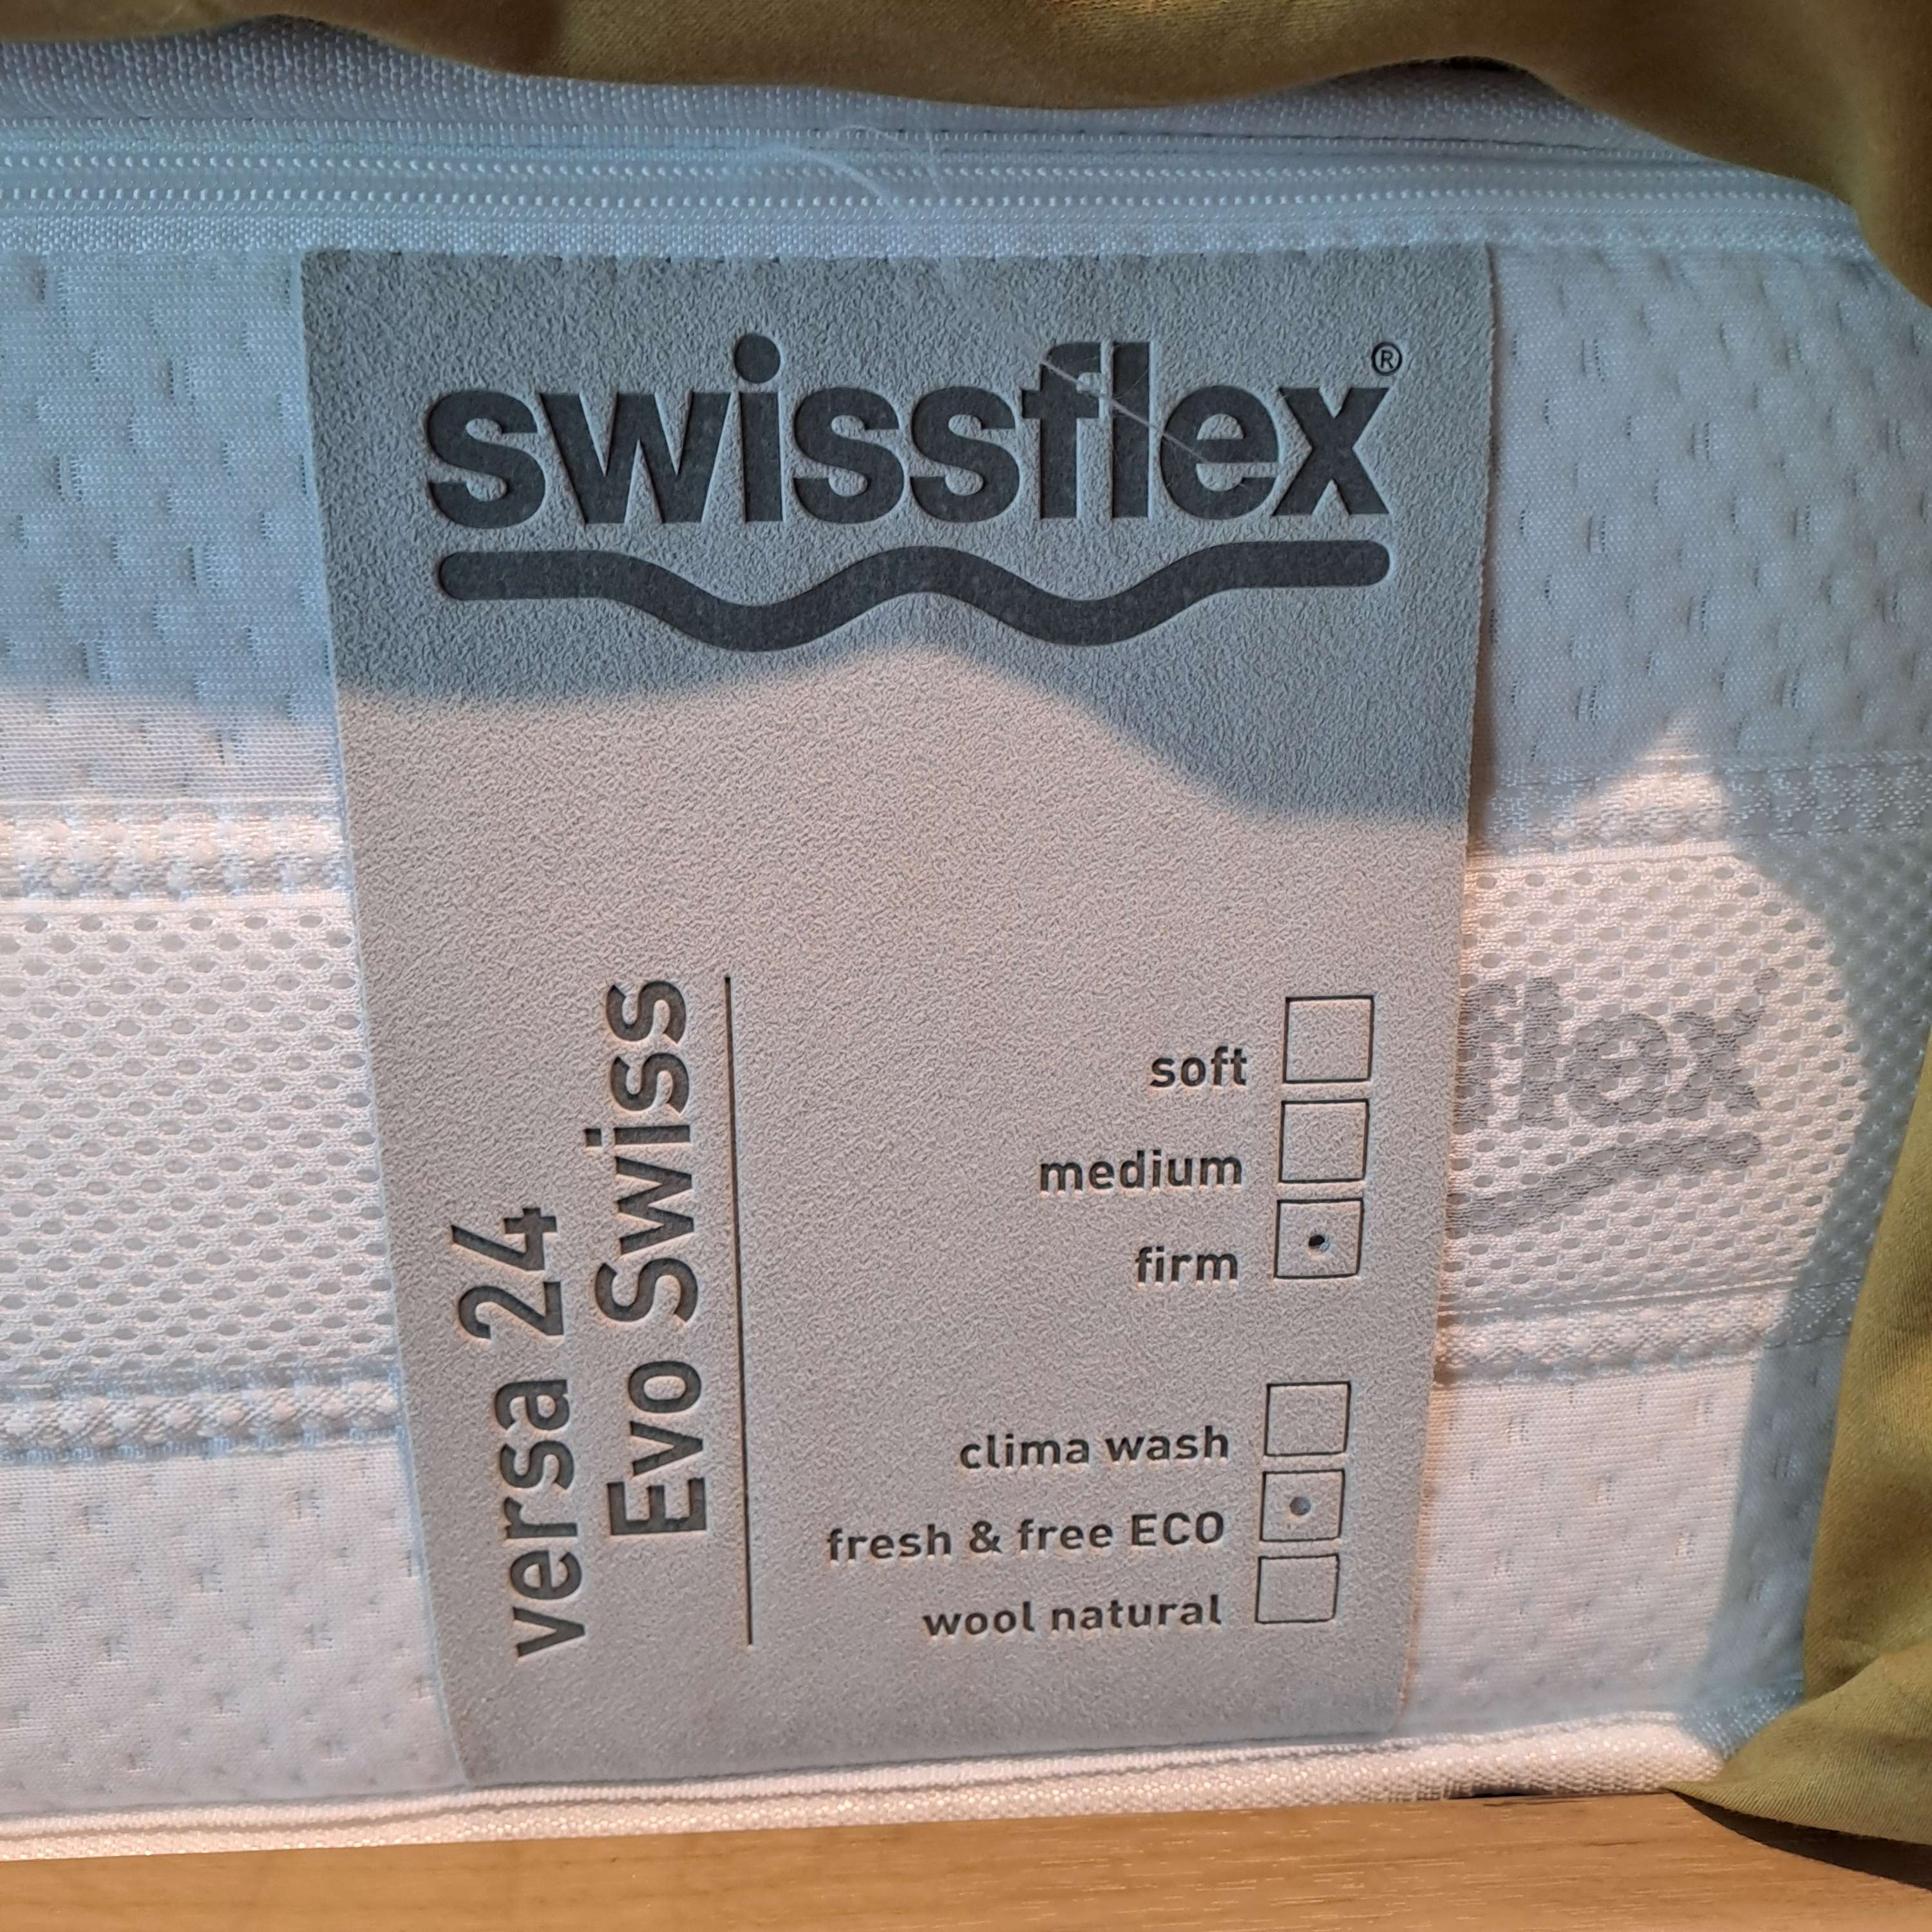 swissflex®
versa 24
Evo Swiss
soft
medium
firm
clima wash
fresh & free ECO
wool natural
flex